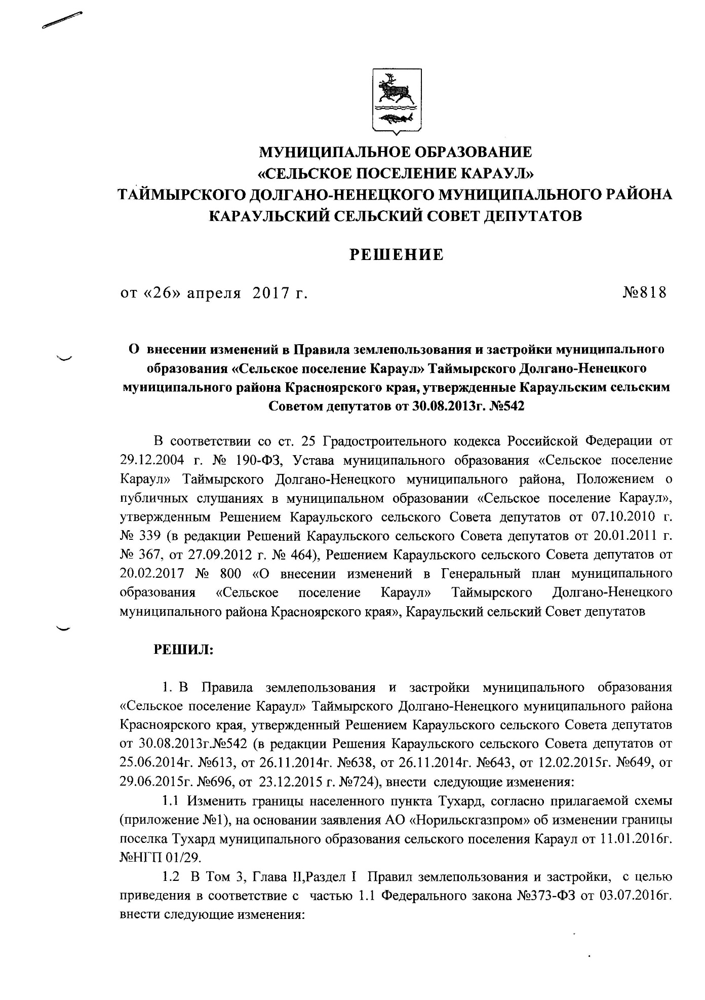 МУНИЦИПАЛЬНОЕ ОБРАЗОВАНИЕ
«СЕЛЬСКОЕ ПОСЕЛЕНИЕ КАРАУЛ»
ТАЙМЫРСКОГО ДОЛГАНО-НЕНЕЦКОГО МУНИЦИПАЛЬНОГО РАЙОНА
КАРАУЛЬСКИЙ СЕЛЬСКИЙ СОВЕТ ДЕПУТАТОВ
РЕШЕНИЕ
от «26» апреля 2017 г. №818
О внесении изменений в Правила землепользования и застройки муниципального
образования «Сельское поселение Караул» Таймырского Долгано-Ненецкого
муниципального района Красноярского края, утвержденные Караульским сельским
Советом депутатов от 30.08.2013г. №542
В соответствии со ст. 25 Градостроительного кодекса Российской Федерации от
29.12.2004 г. № 190-ФЗ, Устава муниципального образования «Сельское поселение
Караул» Таймырского Долгано-Ненецкого муниципального района, Положением о
публичных слушаниях в муниципальном образовании «Сельское поселение Караул»,
утвержденным Решением Караульского сельского Совета депутатов от 07.10.2010 г.
№ 339 (в редакции Решений Караульского сельского Совета депутатов от 20.01.2011 г.
№ 367, от 27.09.2012 г. № 464), Решением Караульского сельского Совета депутатов от
20.02.2017 № 800 «О внесении изменений в Генеральный план муниципального
образования «Сельское поселение Караул» Таймырского Долгано-Ненецкого
муниципального района Красноярского края», Караульский сельский Совет депутатов
РЕШИЛ:
1. В Правила землепользования и застройки муниципального образования
«Сельское поселение Караул» Таймырского Долгано-Ненецкого муниципального района
Красноярского края, утвержденный Решением Караульского сельского Совета депутатов
от 30.08.2013г.№542 (в редакции Решения Караульского сельского Совета депутатов от
25.06.2014г. №613, от 26.11.2014г. №638, от 26.11.2014г. №643, от 12.02.2015г. №649, от
29.06.2015г. №696, от 23.12.2015 г. №724), внести следующие изменения:
1.1 Изменить границы населенного пункта Тухард, согласно прилагаемой схемы
(приложение №1), на основании заявления АО «Норильскгазпром» об изменении границы
поселка Тухард муниципального образования сельского поселения Караул от 11.01.2016г.
№НГП 01/29.
1.2 В Том 3, Глава II,Раздел I Правил землепользования и застройки, с целью
приведения в соответствие с частью 1.1 Федерального закона №373-ФЗ от 03.07.2016г.
внести следующие изменения: